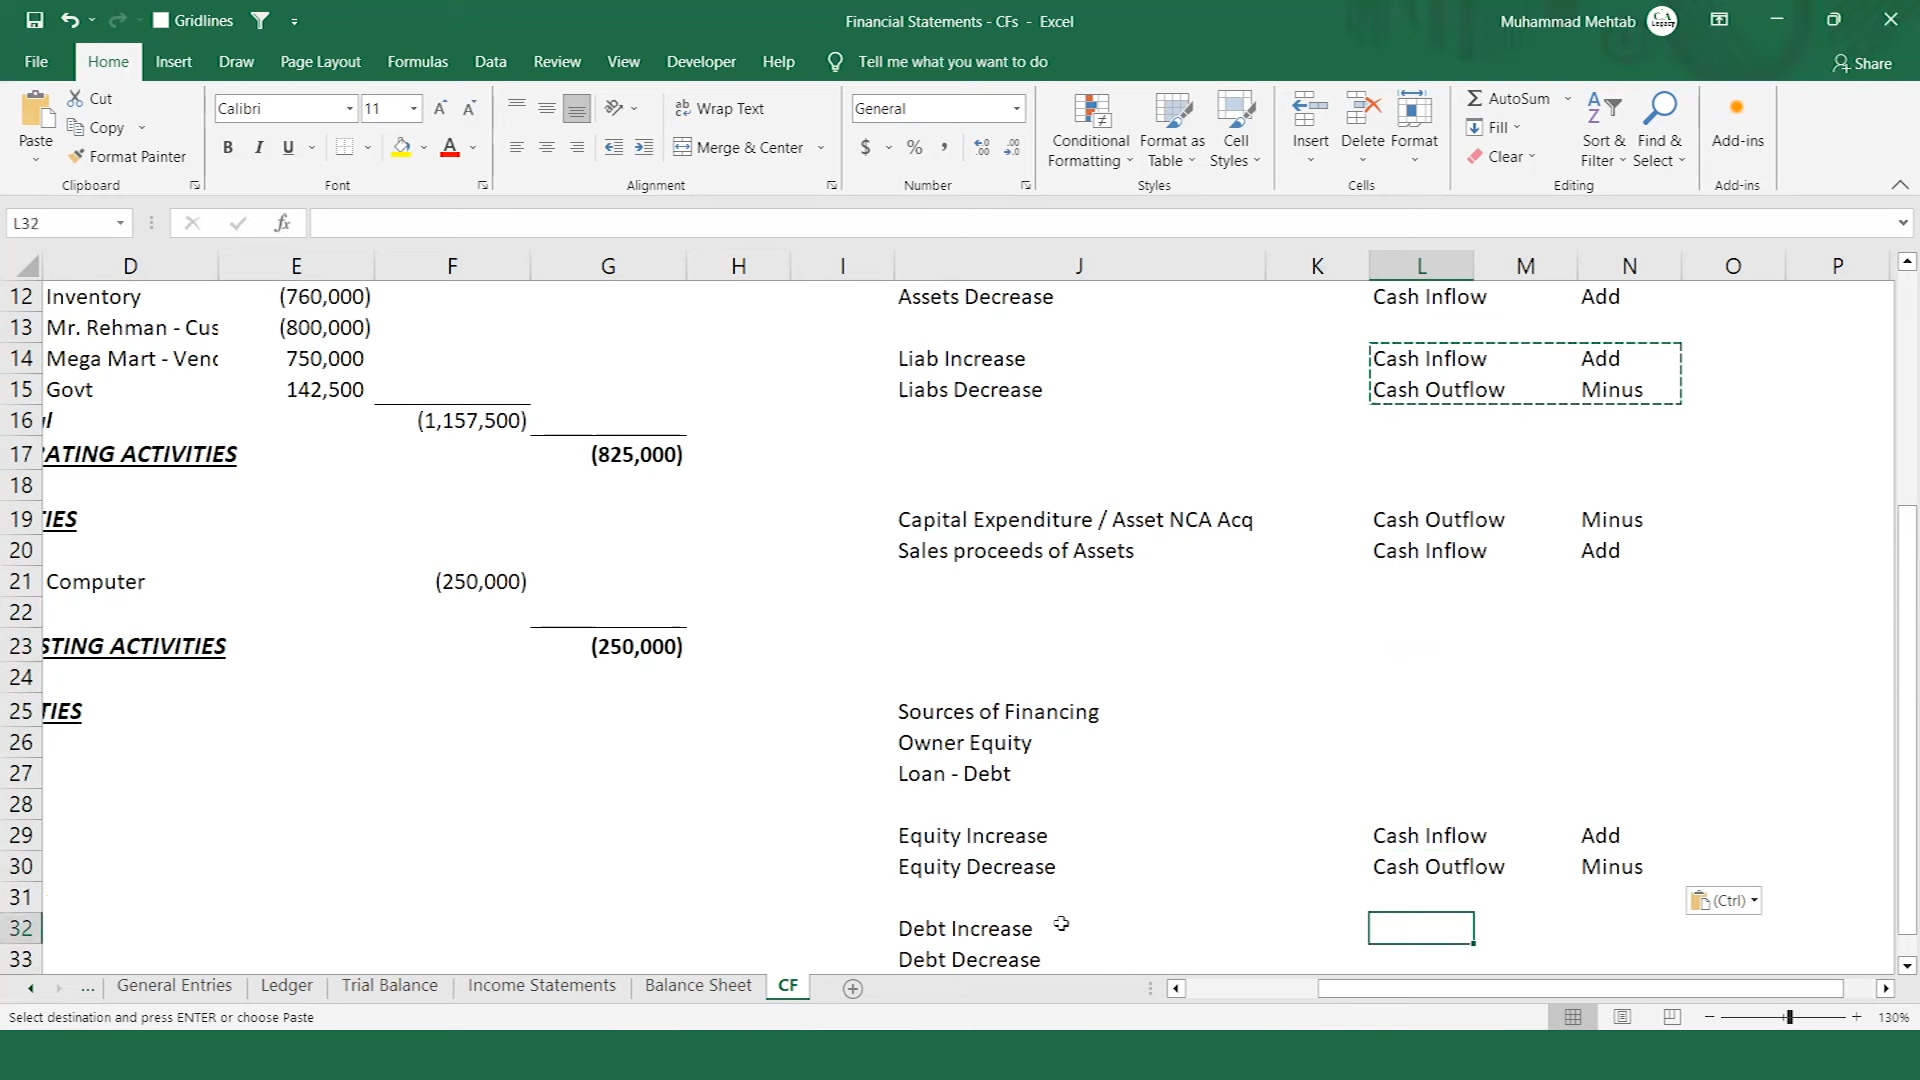 Gridlines
Financial Statements - CFs - Excel
Muhammad Mehtab
File Home Insert Draw Page Layout Formulas Data Review View Developer Help Tell me what you want to do Share
Paste Cut Copy Format Painter Clipboard
Calibri 11 B I U Font
Wrap Text Merge & Center Alignment
General $ % , Number
Conditional Formatting Format as Table Cell Styles Styles
Insert Delete Format Cells
AutoSum Fill Clear Sort & Filter Find & Select Editing
Add-ins Add-ins
L32 fx
D E F G H I J K L M N O P
12 Inventory (760,000) Assets Decrease Cash Inflow Add
13 Mr. Rehman - Cus (800,000)
14 Mega Mart - Venc 750,000 Liab Increase Cash Inflow Add
15 Govt 142,500 Liabs Decrease Cash Outflow Minus
16 (1,157,500)
17 ATING ACTIVITIES (825,000)
18
19 IES Capital Expenditure / Asset NCA Acq Cash Outflow Minus
20 Sales proceeds of Assets Cash Inflow Add
21 Computer (250,000)
22
23 STING ACTIVITIES (250,000)
24
25 TIES Sources of Financing
26 Owner Equity
27 Loan - Debt
28
29 Equity Increase Cash Inflow Add
30 Equity Decrease Cash Outflow Minus
31 (Ctrl)
32 Debt Increase
33 Debt Decrease
... General Entries Ledger Trial Balance Income Statements Balance Sheet CF
Select destination and press ENTER or choose Paste 130%